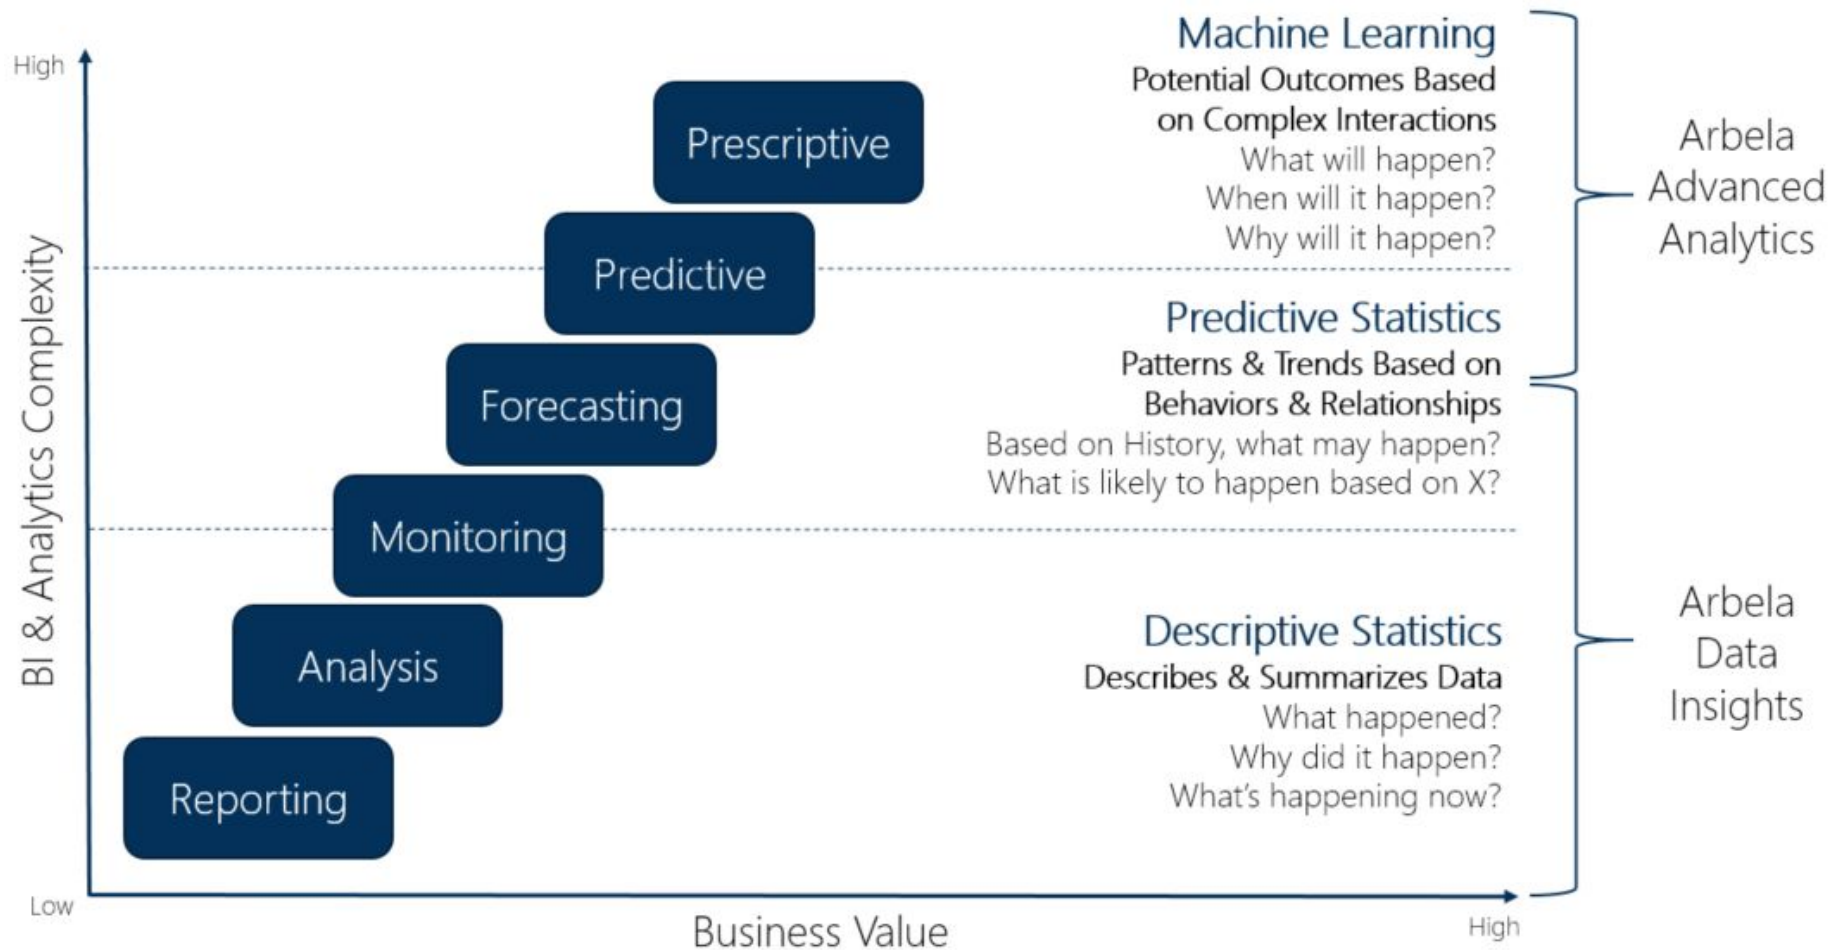 High
BI & Analytics Complexity
Low
Business Value
High
Prescriptive
Predictive
Forecasting
Monitoring
Analysis
Reporting
Machine Learning
Potential Outcomes Based
on Complex Interactions
What will happen?
When will it happen?
Why will it happen?
Predictive Statistics
Patterns & Trends Based on
Behaviors & Relationships
Based on History, what may happen?
What is likely to happen based on X?
Descriptive Statistics
Describes & Summarizes Data
What happened?
Why did it happen?
What's happening now?
Arbela
Advanced
Analytics
Arbela
Data
Insights